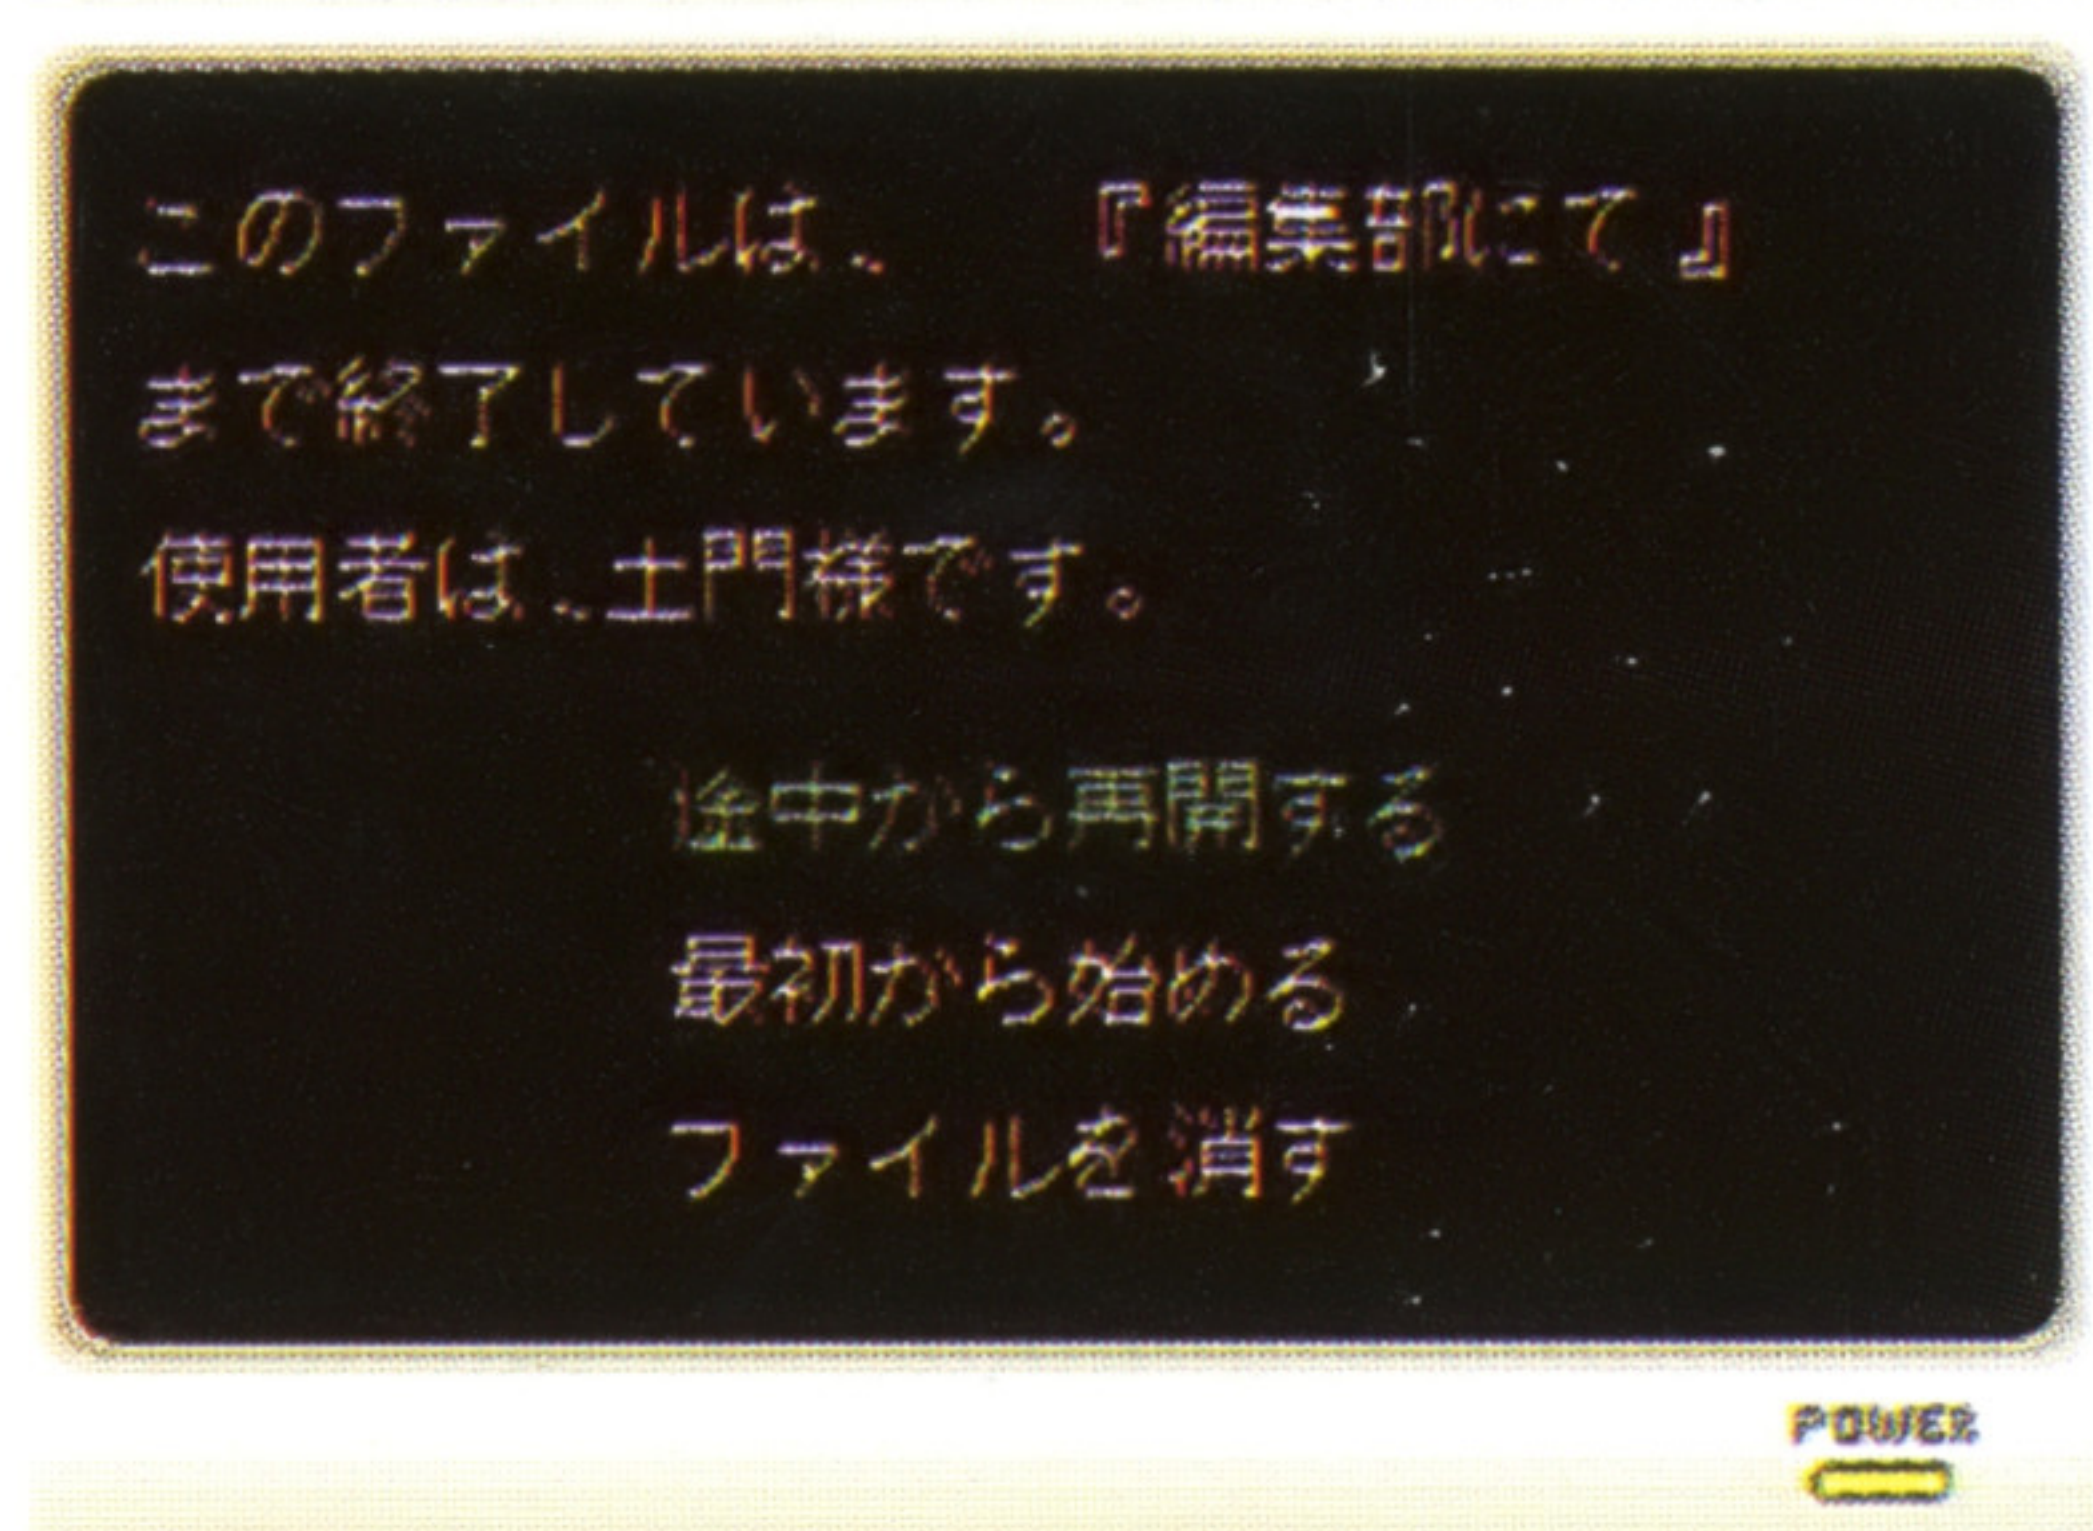 このファイルは、　『編集部にて』
まで終了しています。
使用者は、土門様です。
途中から再開する
最初から始める
ファイルを消す
POWER